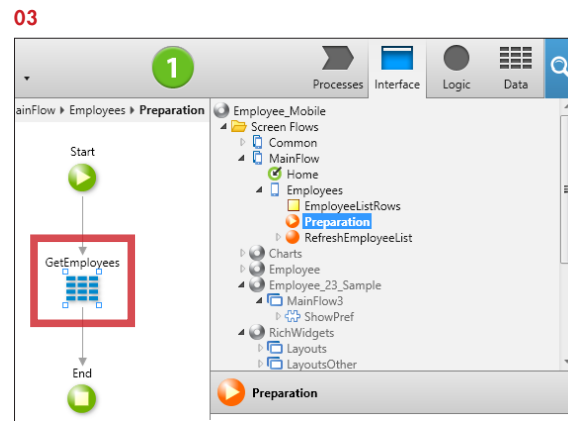 03
1
Processes
Interface
Logic
Data
ainFlow ▸ Employees ▸ Preparation
Start
GetEmployees
End
Employee_Mobile
Screen Flows
Common
MainFlow
Home
Employees
EmployeeListRows
Preparation
RefreshEmployeeList
Charts
Employee
Employee_23_Sample
MainFlow3
ShowPref
RichWidgets
Layouts
LayoutsOther
Preparation